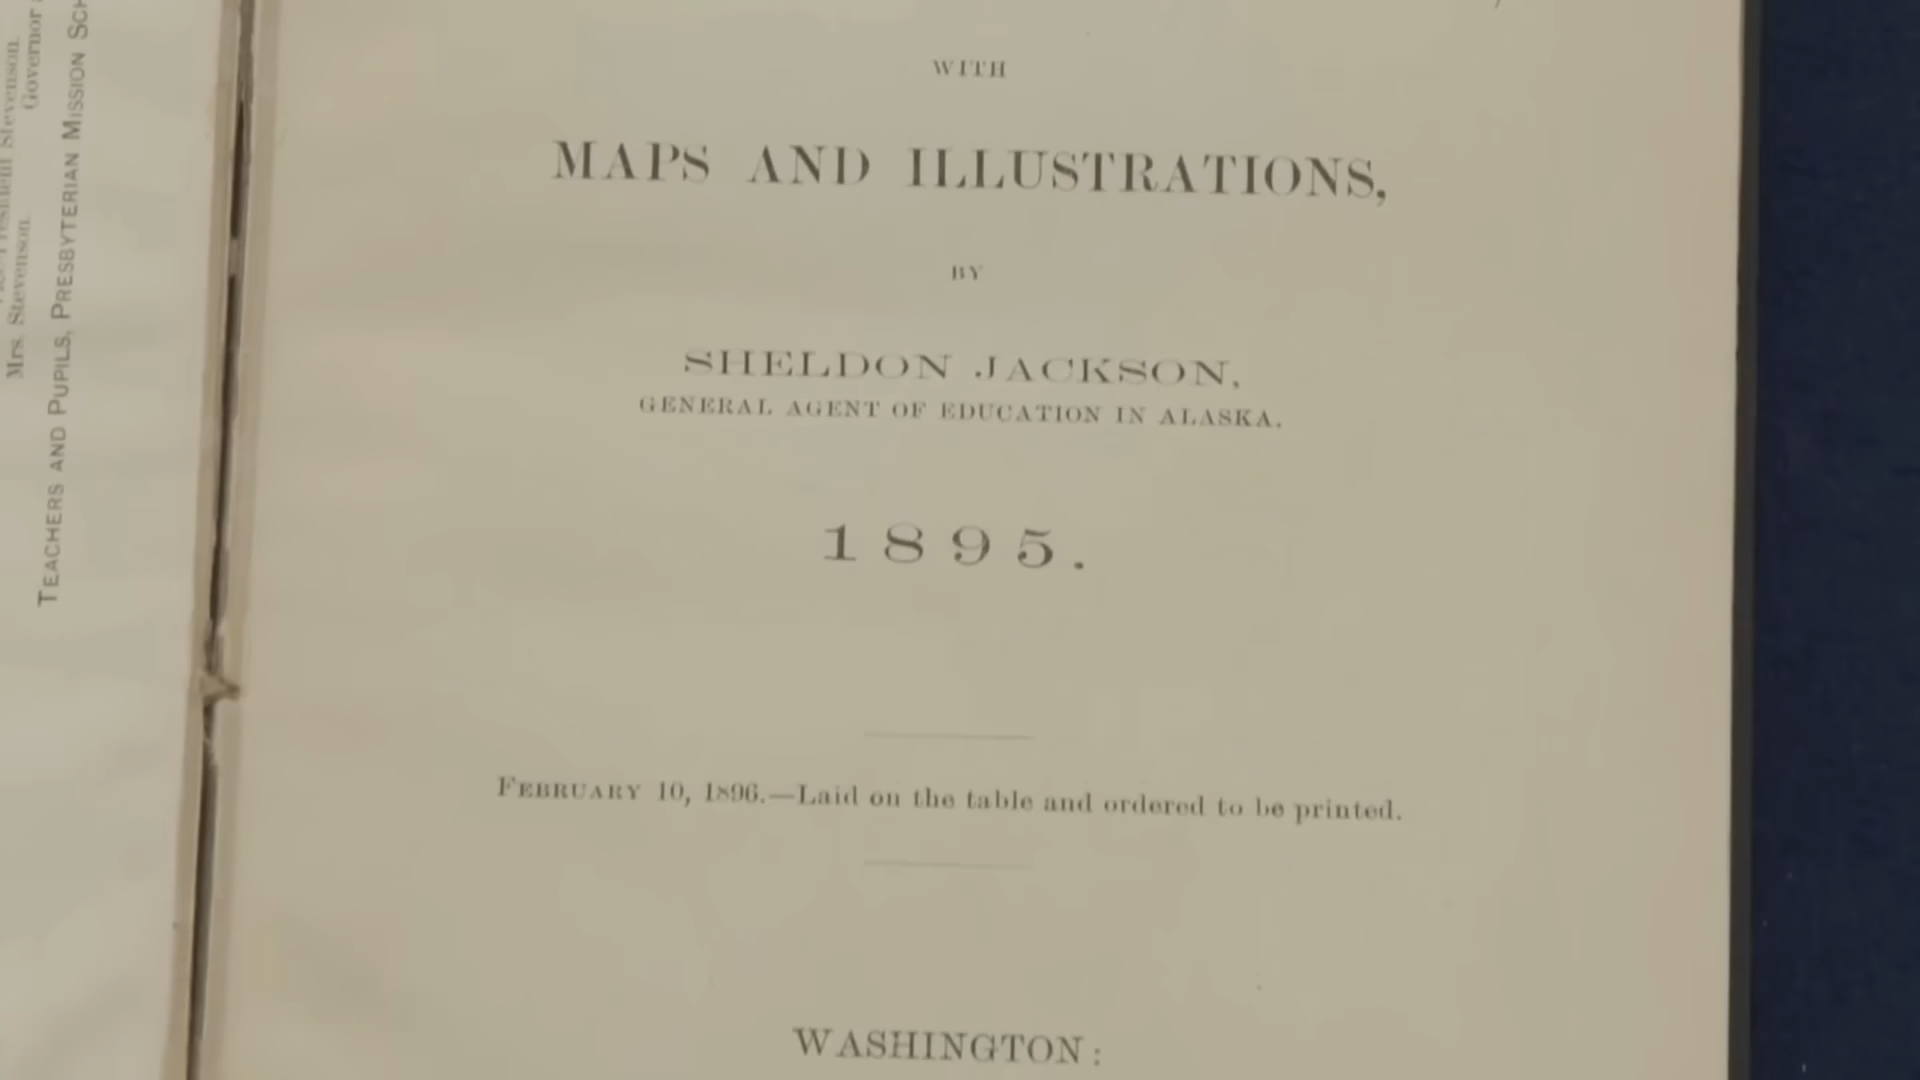 Mrs. Stevenson.
Stevenson.
Governor
TEACHERS AND PUPILS, PRESBYTERIAN MISSION SCH
WITH
MAPS AND ILLUSTRATIONS,
BY
SHELDON JACKSON,
GENERAL AGENT OF EDUCATION IN ALASKA.
1895.
FEBRUARY 10, 1896.—Laid on the table and ordered to be printed.
WASHINGTON: